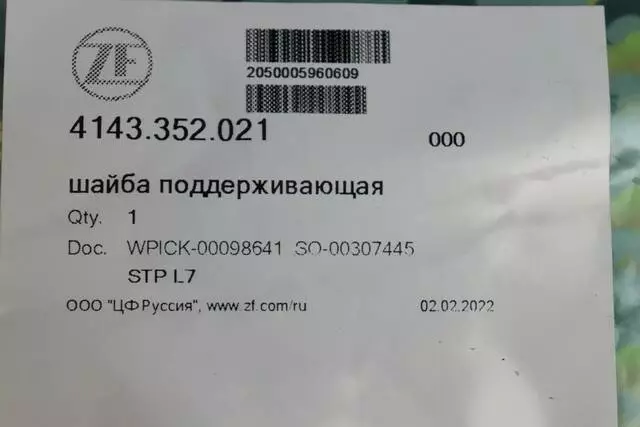 ZF
2050005960609
4143.352.021 000
шайба поддерживающая
Qty. 1
Doc. WPICK-00098641 SO-00307445
STP L7
ООО "ЦФ Руссия", www.zf.com/ru 02.02.2022